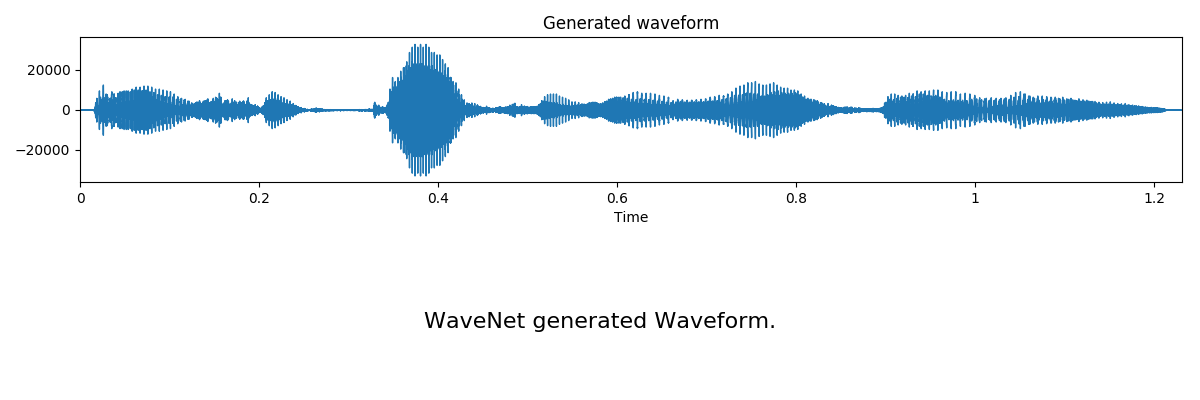 Generated waveform
20000
0
−20000
0 0.2 0.4 0.6 0.8 1 1.2
Time
WaveNet generated Waveform.